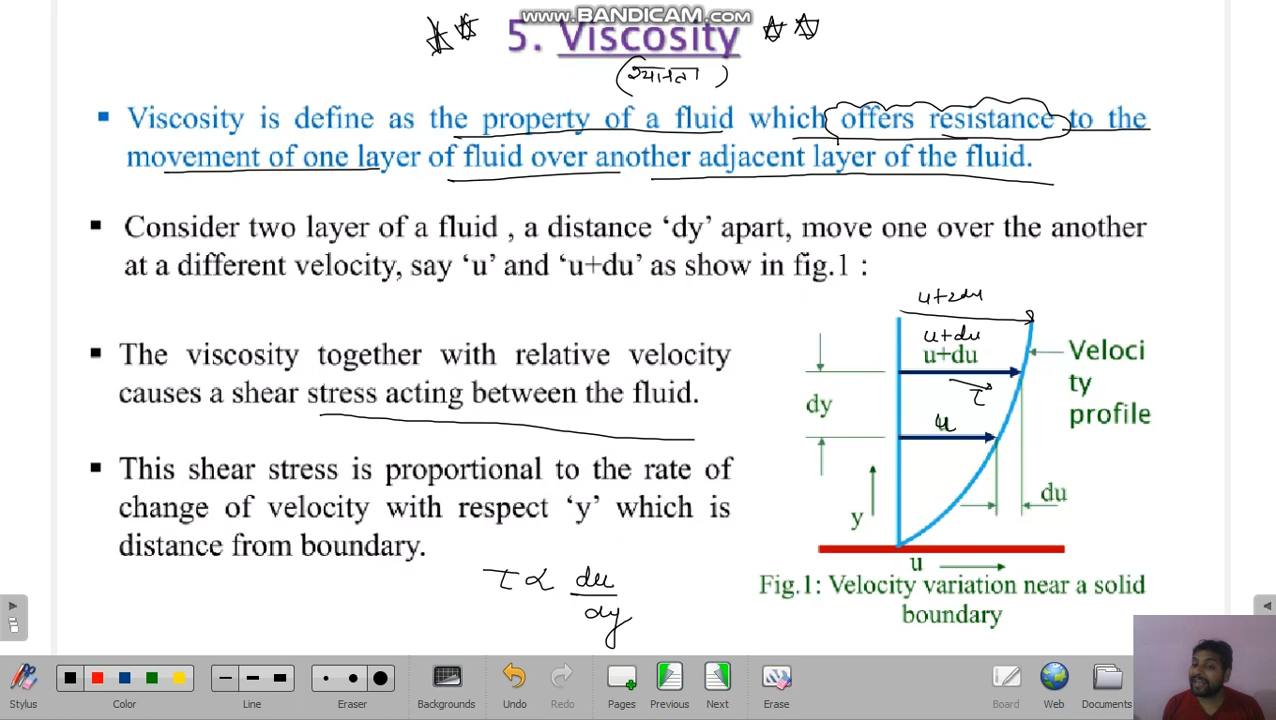 www.BANDICAM.com
5. Viscosity
(श्यानता)
▪ Viscosity is define as the property of a fluid which offers resistance to the
movement of one layer of fluid over another adjacent layer of the fluid.
▪ Consider two layer of a fluid , a distance ‘dy’ apart, move one over the another
at a different velocity, say ‘u’ and ‘u+du’ as show in fig.1 :
▪ The viscosity together with relative velocity
causes a shear stress acting between the fluid.
▪ This shear stress is proportional to the rate of
change of velocity with respect ‘y’ which is
distance from boundary.
τ ∝ du
dy
u+2du
u+du
u+du
τ
dy
u
y
du
u
Veloci
ty
profile
Fig.1: Velocity variation near a solid
boundary
Stylus
Color
Line
Eraser
Backgrounds
Undo
Redo
Pages
Previous
Next
Erase
Board
Web
Documents